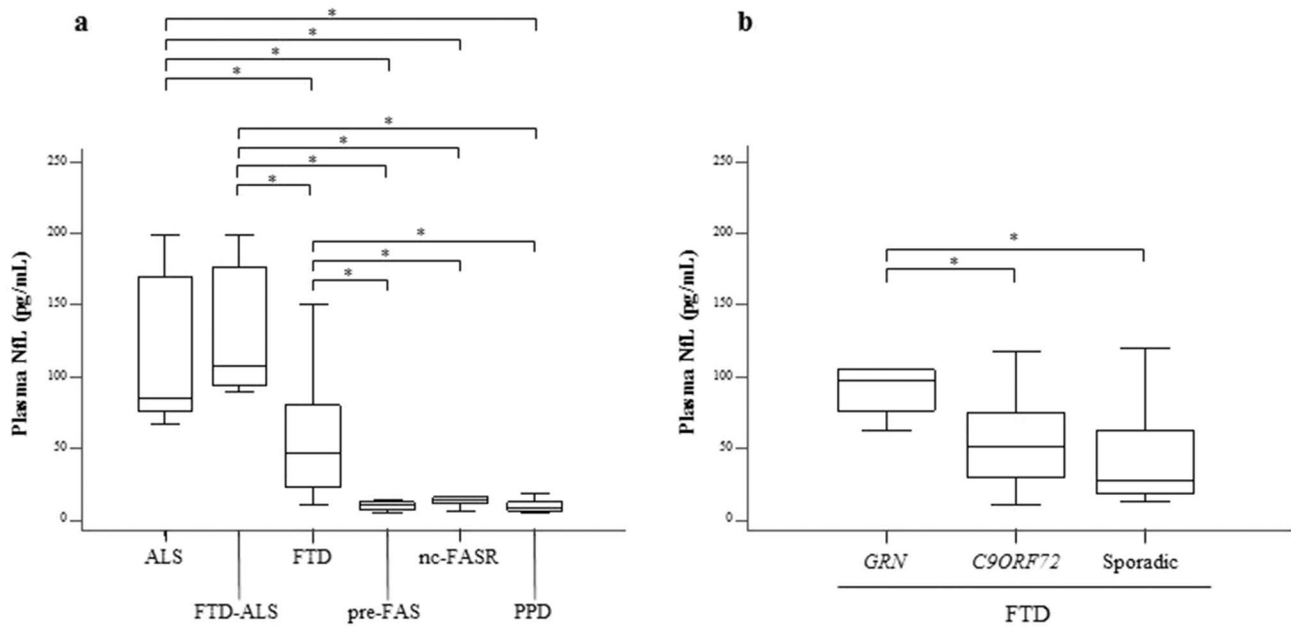 a
*
*
*
*
*
*
*
*
*
*
*
Plasma NfL (pg/mL)
250
200
150
100
50
0
ALS
FTD
nc-FASR
FTD-ALS
pre-FAS
PPD
b
*
*
Plasma NfL (pg/mL)
250
200
150
100
50
0
GRN
C9ORF72
Sporadic
FTD